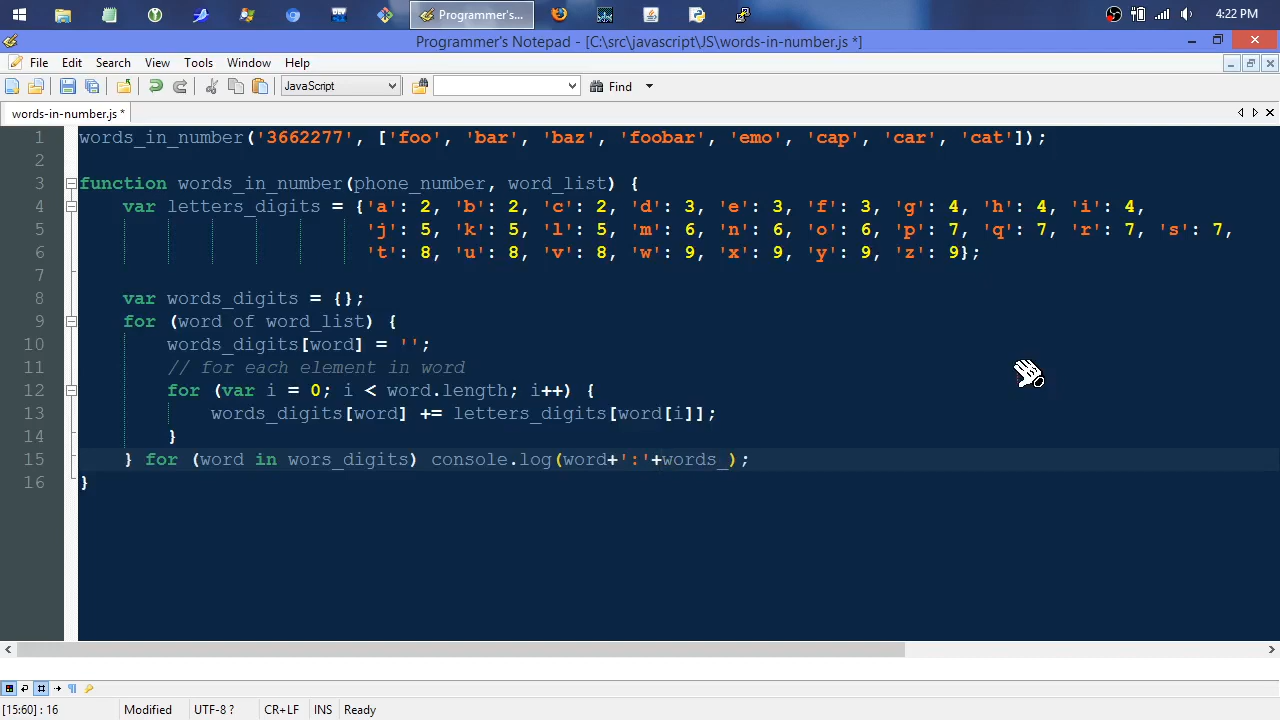 Programmer's...
4:22 PM
Programmer's Notepad - [C:\src\javascript\JS\words-in-number.js *]
File Edit Search View Tools Window Help
JavaScript Find
words-in-number.js *
1 words_in_number('3662277', ['foo', 'bar', 'baz', 'foobar', 'emo', 'cap', 'car', 'cat']);
2
3 function words_in_number(phone_number, word_list) {
4 var letters_digits = {'a': 2, 'b': 2, 'c': 2, 'd': 3, 'e': 3, 'f': 3, 'g': 4, 'h': 4, 'i': 4,
5 'j': 5, 'k': 5, 'l': 5, 'm': 6, 'n': 6, 'o': 6, 'p': 7, 'q': 7, 'r': 7, 's': 7,
6 't': 8, 'u': 8, 'v': 8, 'w': 9, 'x': 9, 'y': 9, 'z': 9};
7
8 var words_digits = {};
9 for (word of word_list) {
10 words_digits[word] = '';
11 // for each element in word
12 for (var i = 0; i < word.length; i++) {
13 words_digits[word] += letters_digits[word[i]];
14 }
15 } for (word in wors_digits) console.log(word+':'+words_);
16 }
[15:60] : 16 Modified UTF-8 ? CR+LF INS Ready